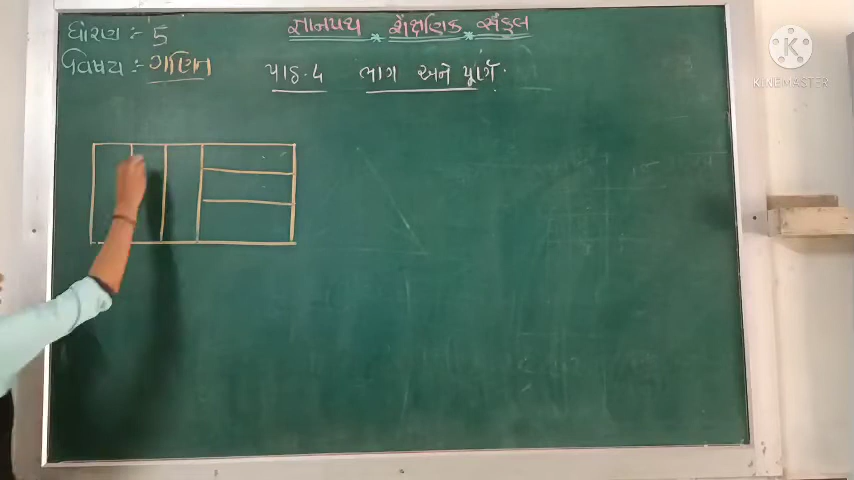 ધોરણ :- 5
જ્ઞાનપથ * શૈક્ષણિક * સંકુલ
વિષય :- ગણિત
પાઠ-4 ભાગ અને પૂર્ણ.
K
KINEMASTER